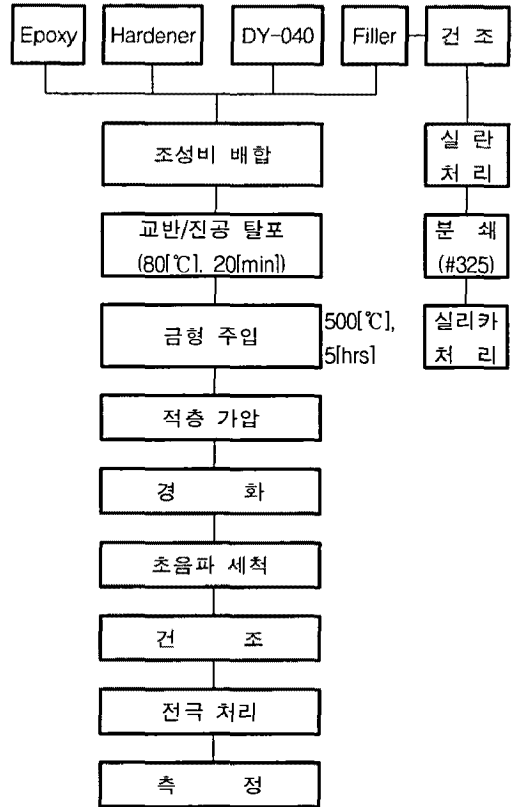 Epoxy
Hardener
DY-040
Filler
건 조
조성비 배합
교반/진공 탈포
(80[℃]. 20[min])
금형 주입
500[℃],
5[hrs]
적층 가압
경 화
초음파 세척
건 조
전극 처리
측 정
실 란
처 리
분 쇄
(#325)
실리카
처 리